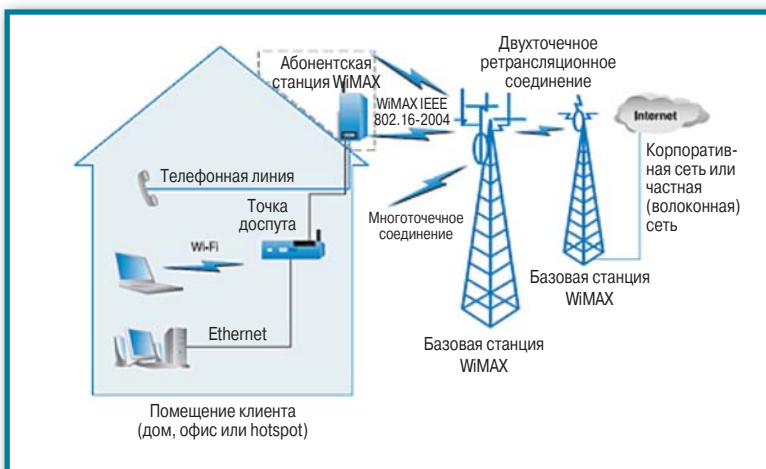 Абонентская
станция WiMAX
WiMAX IEEE
802.16-2004
Двухточечное
ретрансляционное
соединение
Internet
Корпоратив-
ная сеть или
частная
(волоконная)
сеть
Телефонная линия
Точка
доспута
Wi-Fi
Многоточечное
соединение
Ethernet
Базовая станция
WiMAX
Базовая станция
WiMAX
Помещение клиента
(дом, офис или hotspot)